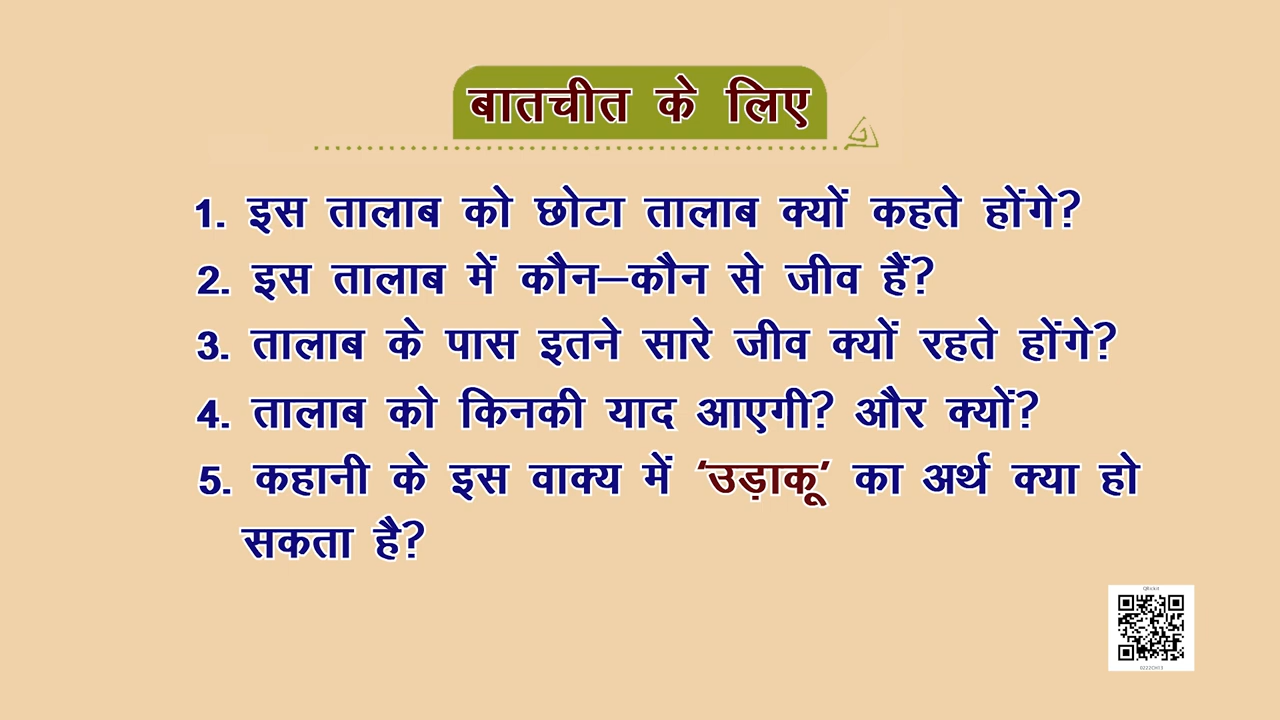 बातचीत के लिए
1. इस तालाब को छोटा तालाब क्यों कहते होंगे?
2. इस तालाब में कौन–कौन से जीव हैं?
3. तालाब के पास इतने सारे जीव क्यों रहते होंगे?
4. तालाब को किनकी याद आएगी? और क्यों?
5. कहानी के इस वाक्य में ‘उड़ाकू’ का अर्थ क्या हो
सकता है?